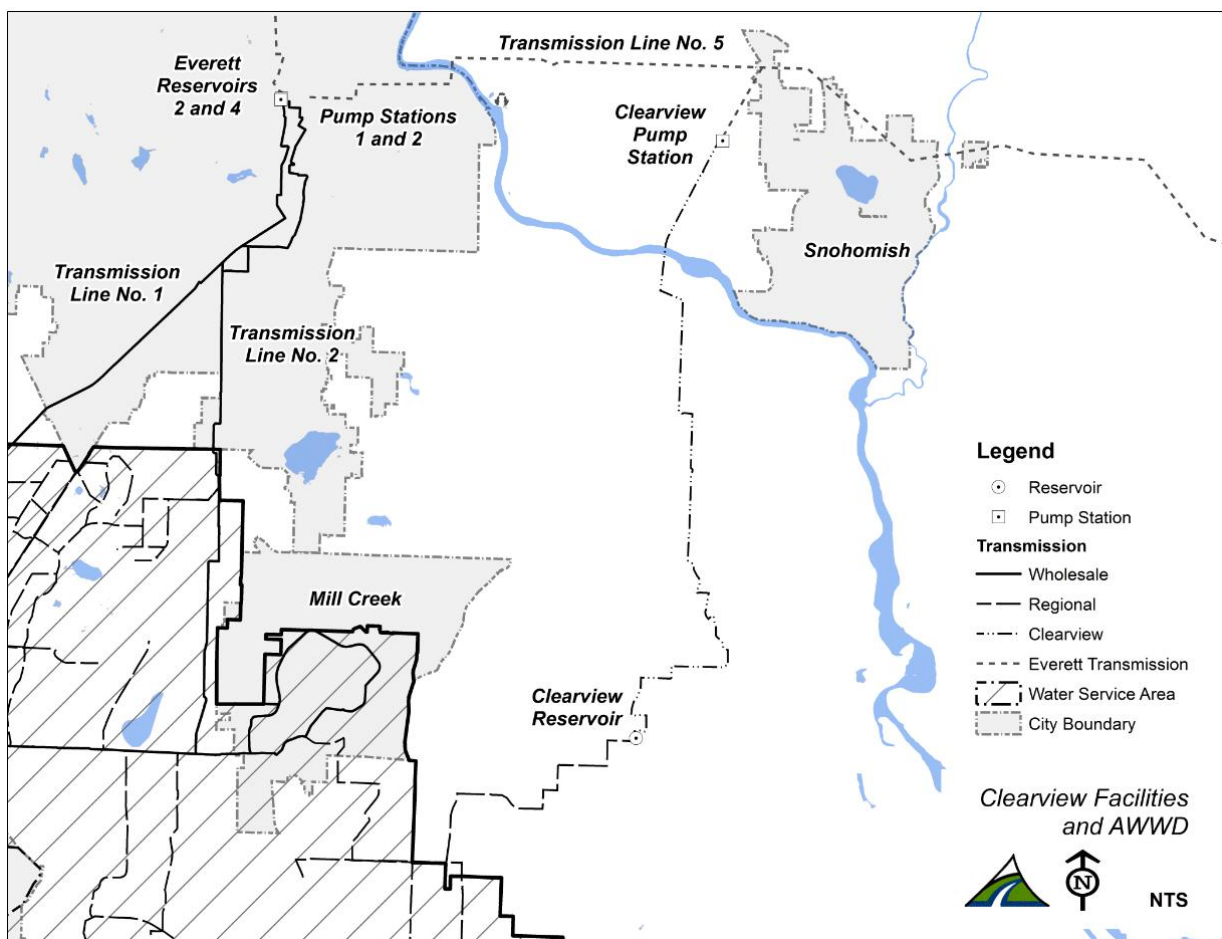 Transmission Line No. 5
Everett
Reservoirs
2 and 4
Pump Stations
1 and 2
Clearview
Pump
Station
Snohomish
Transmission
Line No. 1
Transmission
Line No. 2
Mill Creek
Clearview
Reservoir
Legend
Reservoir
Pump Station
Transmission
Wholesale
Regional
Clearview
Everett Transmission
Water Service Area
City Boundary
Clearview Facilities
and AWWD
N
NTS